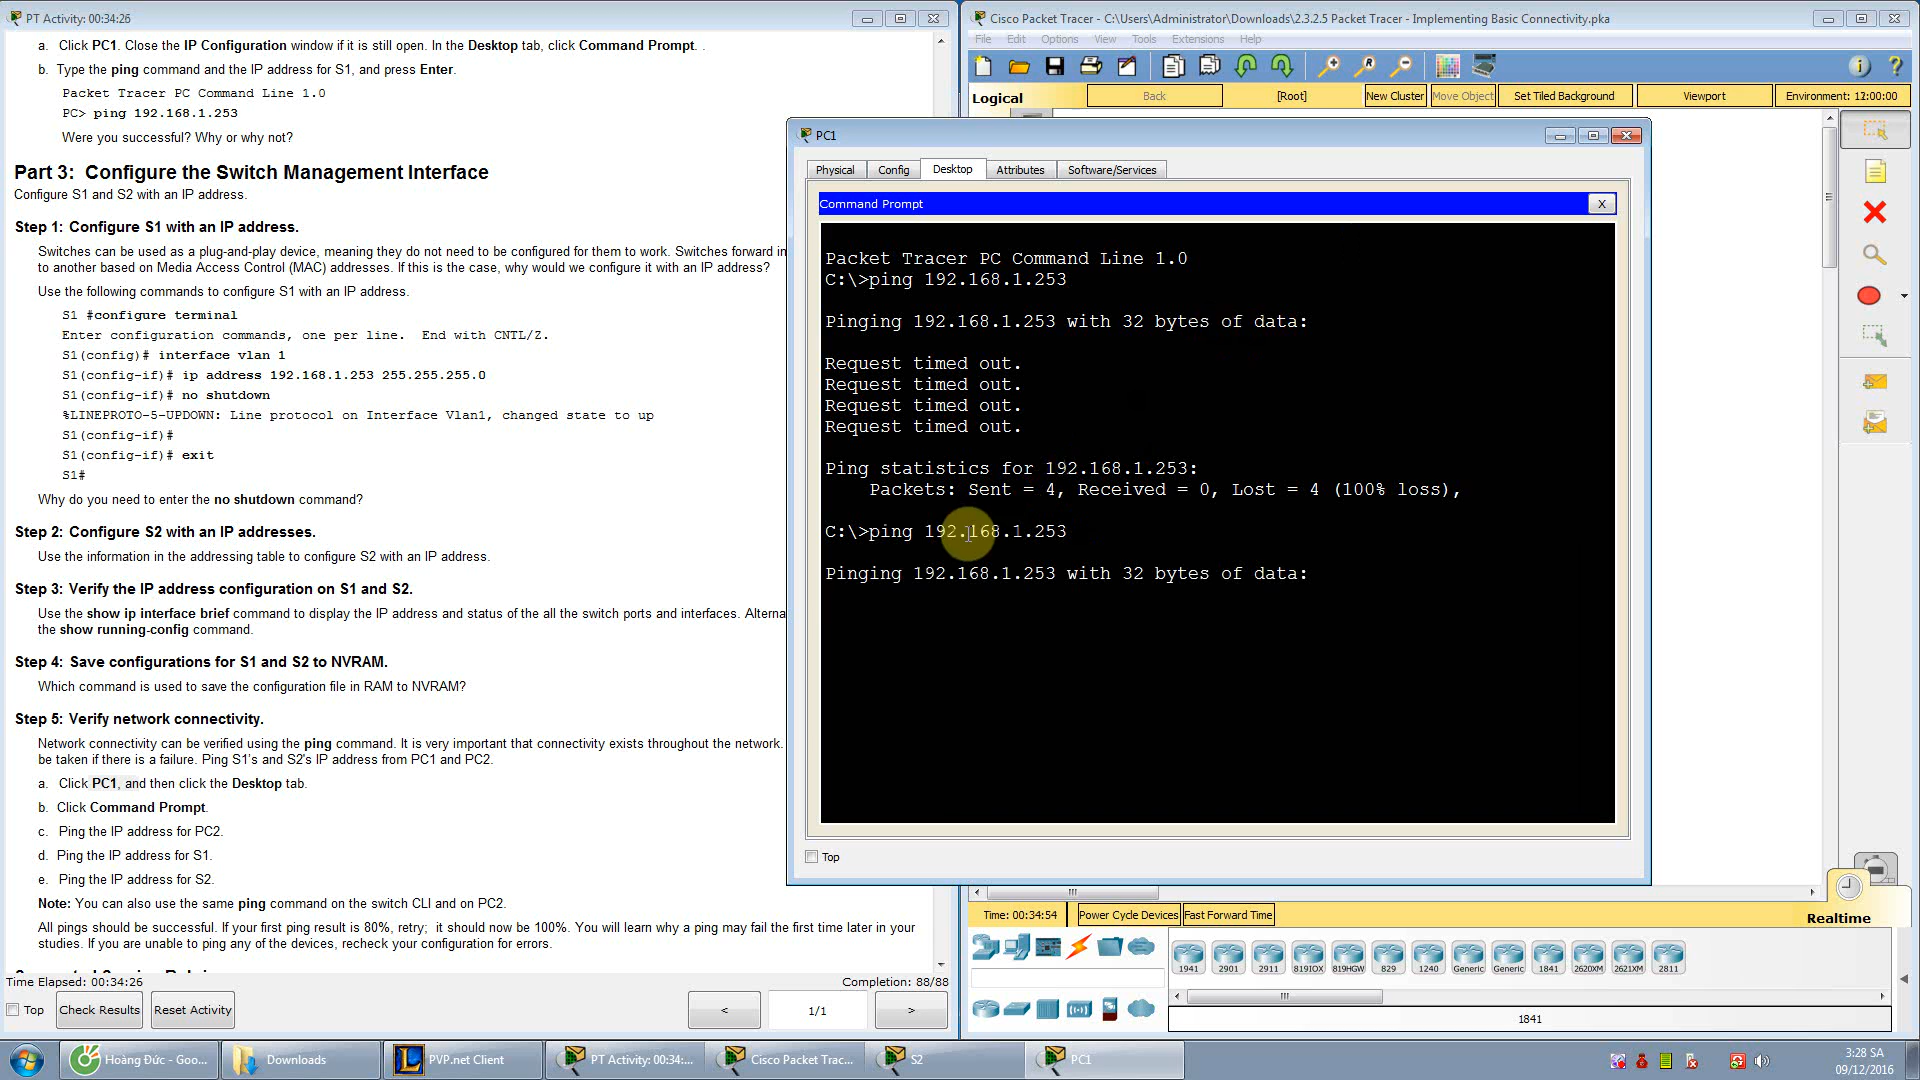 PT Activity: 00:34:26
a. Click PC1. Close the IP Configuration window if it is still open. In the Desktop tab, click Command Prompt. .
b. Type the ping command and the IP address for S1, and press Enter.
Packet Tracer PC Command Line 1.0
PC> ping 192.168.1.253
Were you successful? Why or why not?
Part 3: Configure the Switch Management Interface
Configure S1 and S2 with an IP address.
Step 1: Configure S1 with an IP address.
Switches can be used as a plug-and-play device, meaning they do not need to be configured for them to work. Switches forward in
to another based on Media Access Control (MAC) addresses. If this is the case, why would we configure it with an IP address?
Use the following commands to configure S1 with an IP address.
S1 #configure terminal
Enter configuration commands, one per line. End with CNTL/Z.
S1(config)# interface vlan 1
S1(config-if)# ip address 192.168.1.253 255.255.255.0
S1(config-if)# no shutdown
%LINEPROTO-5-UPDOWN: Line protocol on Interface Vlan1, changed state to up
S1(config-if)#
S1(config-if)# exit
S1#
Why do you need to enter the no shutdown command?
Step 2: Configure S2 with an IP addresses.
Use the information in the addressing table to configure S2 with an IP address.
Step 3: Verify the IP address configuration on S1 and S2.
Use the show ip interface brief command to display the IP address and status of the all the switch ports and interfaces. Alterna
the show running-config command.
Step 4: Save configurations for S1 and S2 to NVRAM.
Which command is used to save the configuration file in RAM to NVRAM?
Step 5: Verify network connectivity.
Network connectivity can be verified using the ping command. It is very important that connectivity exists throughout the network.
be taken if there is a failure. Ping S1's and S2's IP address from PC1 and PC2.
a. Click PC1, and then click the Desktop tab.
b. Click Command Prompt.
c. Ping the IP address for PC2.
d. Ping the IP address for S1.
e. Ping the IP address for S2.
Note: You can also use the same ping command on the switch CLI and on PC2.
All pings should be successful. If your first ping result is 80%, retry; it should now be 100%. You will learn why a ping may fail the first time later in your
studies. If you are unable to ping any of the devices, recheck your configuration for errors.
Time Elapsed: 00:34:26
Completion: 88/88
Top
Check Results
Reset Activity
<
1/1
>
Cisco Packet Tracer - C:\Users\Administrator\Downloads\2.3.2.5 Packet Tracer - Implementing Basic Connectivity.pka
File Edit Options View Tools Extensions Help
Logical
Back
[Root]
New Cluster
Move Object
Set Tiled Background
Viewport
Environment: 12:00:00
PC1
Physical
Config
Desktop
Attributes
Software/Services
Command Prompt
X
Packet Tracer PC Command Line 1.0
C:\>ping 192.168.1.253
Pinging 192.168.1.253 with 32 bytes of data:
Request timed out.
Request timed out.
Request timed out.
Request timed out.
Ping statistics for 192.168.1.253:
Packets: Sent = 4, Received = 0, Lost = 4 (100% loss),
C:\>ping 192.168.1.253
Pinging 192.168.1.253 with 32 bytes of data:
Top
Time: 00:34:54
Power Cycle Devices
Fast Forward Time
Realtime
1941
2901
2911
819IOX
819HGW
829
1240
Generic
Generic
1841
2620XM
2621XM
2811
1841
Hoàng Đức - Goo...
Downloads
PVP.net Client
PT Activity: 00:34:...
Cisco Packet Trac...
S2
PC1
3:28 SA
09/12/2016